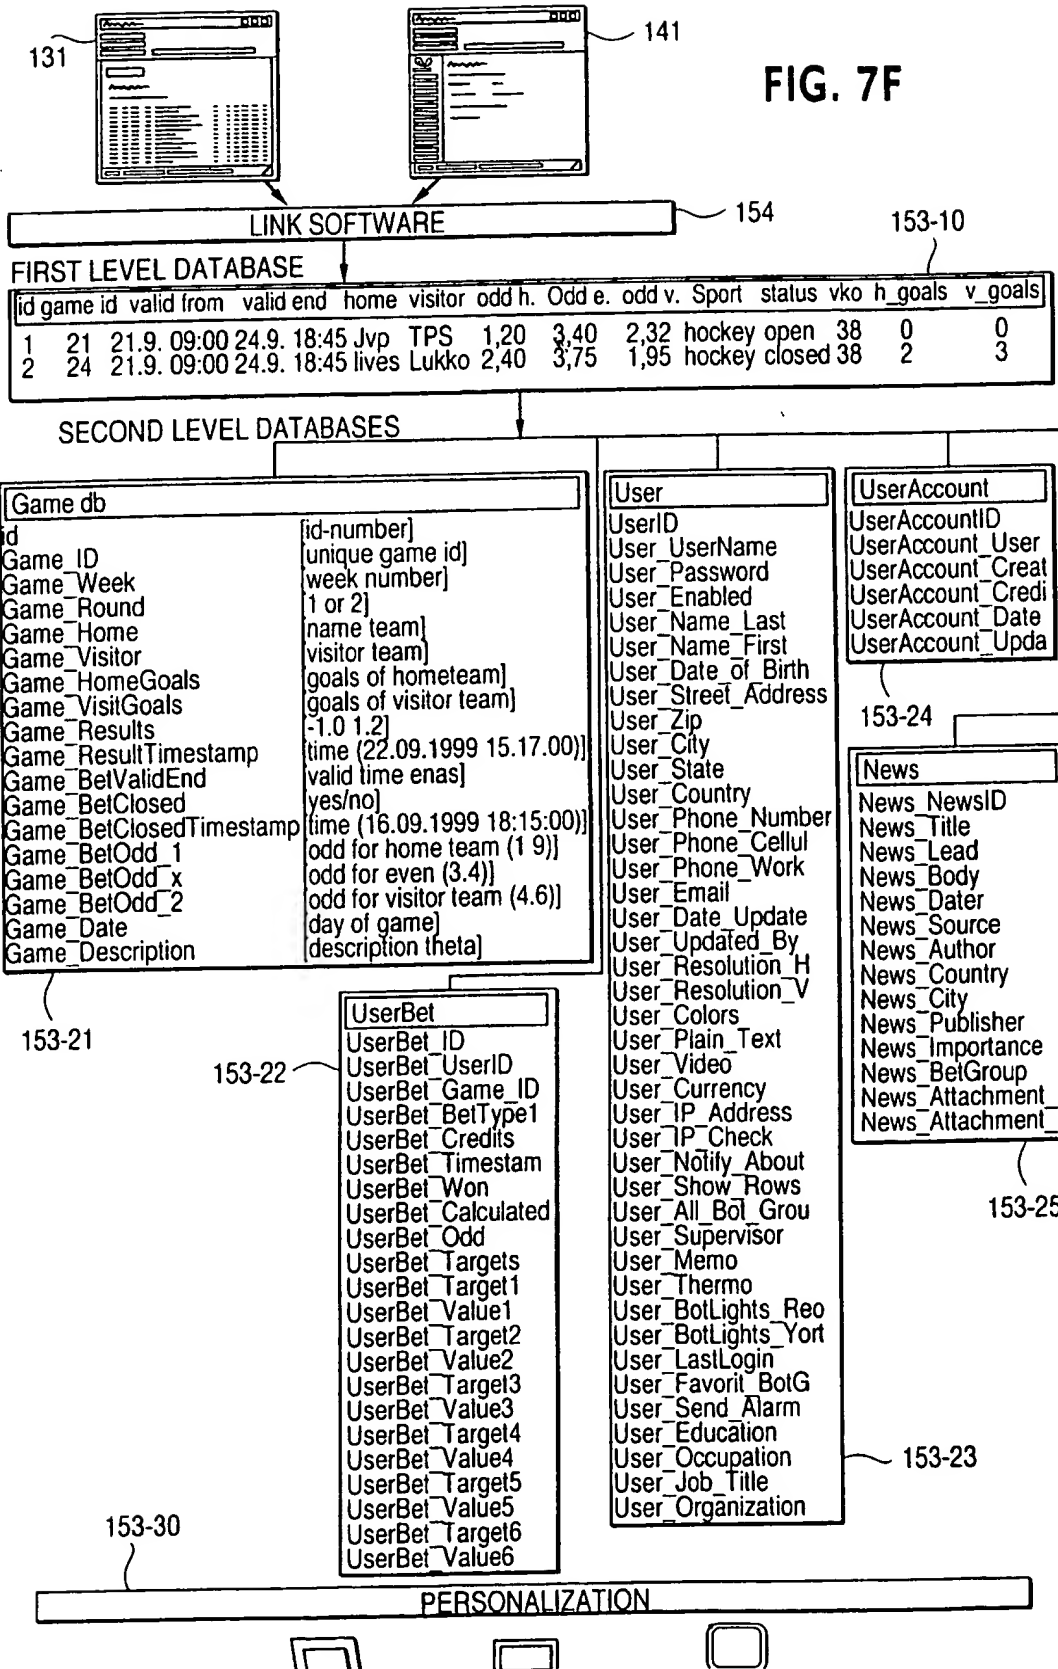 131
141
FIG. 7F
LINK SOFTWARE
154
153-10
FIRST LEVEL DATABASE
id game id valid from valid end home visitor odd h. Odd e. odd v. Sport status vko h_goals v_goals
1 21 21.9. 09:00 24.9. 18:45 Jvp TPS 1,20 3,40 2,32 hockey open 38 0 0
2 24 21.9. 09:00 24.9. 18:45 lives Lukko 2,40 3,75 1,95 hockey closed 38 2 3
SECOND LEVEL DATABASES
Game db
id [id-number]
Game_ID [unique game id]
Game_Week [week number]
Game_Round [1 or 2]
Game_Home [name team]
Game_Visitor [visitor team]
Game_HomeGoals [goals of hometeam]
Game_VisitGoals [goals of visitor team]
Game_Results [-1.0 1.2]
Game_ResultTimestamp [time (22.09.1999 15.17.00)]
Game_BetValidEnd [valid time enas]
Game_BetClosed [yes/no]
Game_BetClosedTimestamp [time (16.09.1999 18:15:00)]
Game_BetOdd_1 [odd for home team (1 9)]
Game_BetOdd_x [odd for even (3.4)]
Game_BetOdd_2 [odd for visitor team (4.6)]
Game_Date [day of game]
Game_Description [description theta]
153-21
UserBet
UserBet_ID
UserBet_UserID
UserBet_Game_ID
UserBet_BetType1
UserBet_Credits
UserBet_Timestam
UserBet_Won
UserBet_Calculated
UserBet_Odd
UserBet_Targets
UserBet_Target1
UserBet_Value1
UserBet_Target2
UserBet_Value2
UserBet_Target3
UserBet_Value3
UserBet_Target4
UserBet_Value4
UserBet_Target5
UserBet_Value5
UserBet_Target6
UserBet_Value6
153-22
User
UserID
User_UserName
User_Password
User_Enabled
User_Name_Last
User_Name_First
User_Date_of_Birth
User_Street_Address
User_Zip
User_City
User_State
User_Country
User_Phone_Number
User_Phone_Cellul
User_Phone_Work
User_Email
User_Date_Update
User_Updated_By
User_Resolution_H
User_Resolution_V
User_Colors
User_Plain_Text
User_Video
User_Currency
User_IP_Address
User_IP_Check
User_Notify_About
User_Show_Rows
User_All_Bot_Grou
User_Supervisor
User_Memo
User_Thermo
User_BotLights_Reo
User_BotLights_Yort
User_LastLogin
User_Favorit_BotG
User_Send_Alarm
User_Education
User_Occupation
User_Job_Title
User_Organization
153-23
UserAccount
UserAccountID
UserAccount_User
UserAccount_Creat
UserAccount_Credi
UserAccount_Date
UserAccount_Upda
153-24
News
News_NewsID
News_Title
News_Lead
News_Body
News_Dater
News_Source
News_Author
News_Country
News_City
News_Publisher
News_Importance
News_BetGroup
News_Attachment_
News_Attachment_
153-25
153-30
PERSONALIZATION